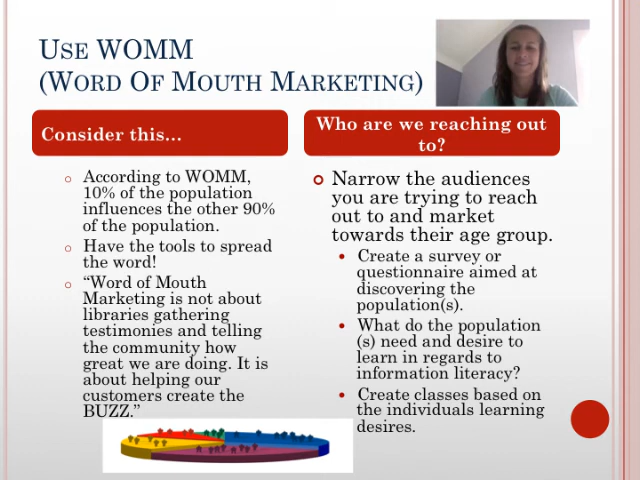 USE WOMM
(WORD OF MOUTH MARKETING)
Consider this…
According to WOMM,
10% of the population
influences the other 90%
of the population.
Have the tools to spread
the word!
“Word of Mouth
Marketing is not about
libraries gathering
testimonies and telling
the community how
great we are doing. It is
about helping our
customers create the
BUZZ.”
Who are we reaching out
to?
Narrow the audiences
you are trying to reach
out to and market
towards their age group.
Create a survey or
questionnaire aimed at
discovering the
population(s).
What do the population
(s) need and desire to
learn in regards to
information literacy?
Create classes based on
the individuals learning
desires.